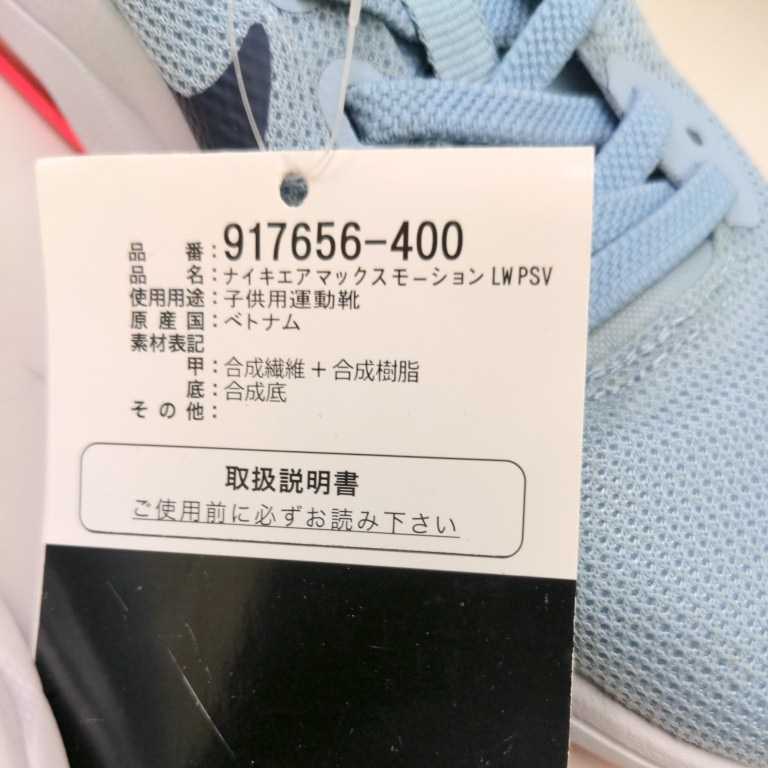 品番：917656-400
品名：ナイキエアマックスモーションLW PSV
使用用途：子供用運動靴
原産国：ベトナム
素材表記
甲：合成繊維＋合成樹脂
底：合成底
その他：
取扱説明書
ご使用前に必ずお読み下さい